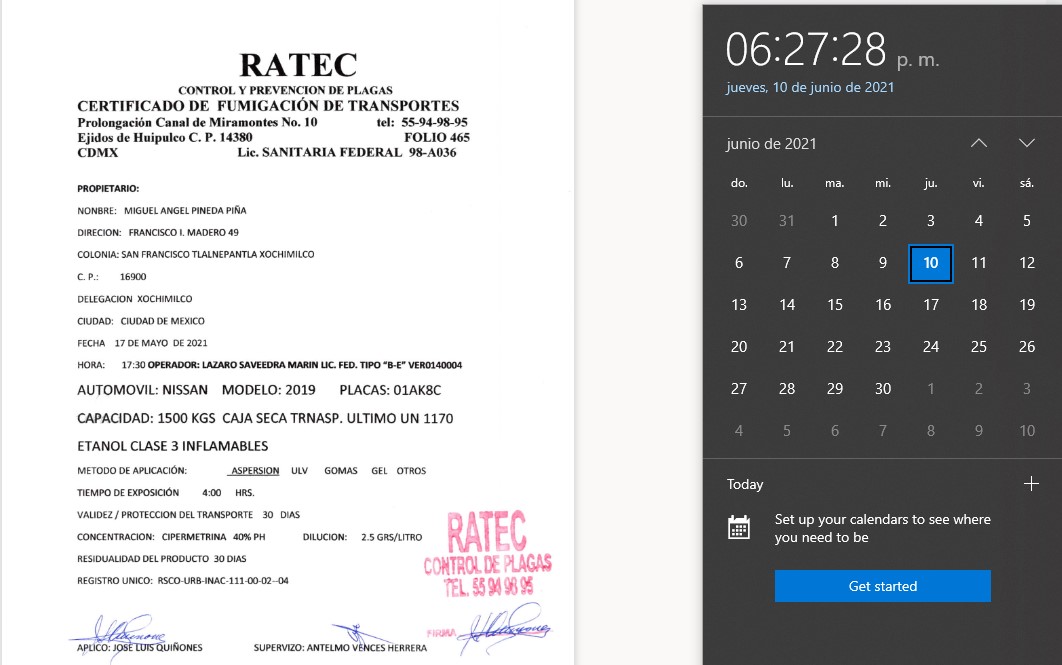 RATEC
CONTROL Y PREVENCION DE PLAGAS
CERTIFICADO DE FUMIGACIÓN DE TRANSPORTES
Prolongación Canal de Miramontes No. 10 tel: 55-94-98-95
Ejidos de Huipulco C. P. 14380 FOLIO 465
CDMX Lic. SANITARIA FEDERAL 98-A036
PROPIETARIO:
NONBRE: MIGUEL ANGEL PINEDA PIÑA
DIRECION: FRANCISCO I. MADERO 49
COLONIA: SAN FRANCISCO TLALNEPANTLA XOCHIMILCO
C. P.: 16900
DELEGACION XOCHIMILCO
CIUDAD: CIUDAD DE MEXICO
FECHA 17 DE MAYO DE 2021
HORA: 17:30 OPERADOR: LAZARO SAVEEDRA MARIN LIC. FED. TIPO “B-E” VER0140004
AUTOMOVIL: NISSAN MODELO: 2019 PLACAS: 01AK8C
CAPACIDAD: 1500 KGS CAJA SECA TRNASP. ULTIMO UN 1170
ETANOL CLASE 3 INFLAMABLES
METODO DE APLICACIÓN: ASPERSION ULV GOMAS GEL OTROS
TIEMPO DE EXPOSICIÓN 4:00 HRS.
VALIDEZ / PROTECCION DEL TRANSPORTE 30 DIAS
CONCENTRACION: CIPERMETRINA 40% PH DILUCION: 2.5 GRS/LITRO
RESIDUALIDAD DEL PRODUCTO 30 DIAS
REGISTRO UNICO: RSCO-URB-INAC-111-00-02--04
RATEC
CONTROL DE PLAGAS
TEL. 55 94 98 95
FIRMA
APLICO: JOSE LUIS QUIÑONES SUPERVIZO: ANTELMO VENCES HERRERA
06:27:28 p. m.
jueves, 10 de junio de 2021
junio de 2021
do. lu. ma. mi. ju. vi. sá.
30 31 1 2 3 4 5
6 7 8 9 10 11 12
13 14 15 16 17 18 19
20 21 22 23 24 25 26
27 28 29 30 1 2 3
4 5 6 7 8 9 10
Today
Set up your calendars to see where
you need to be
Get started